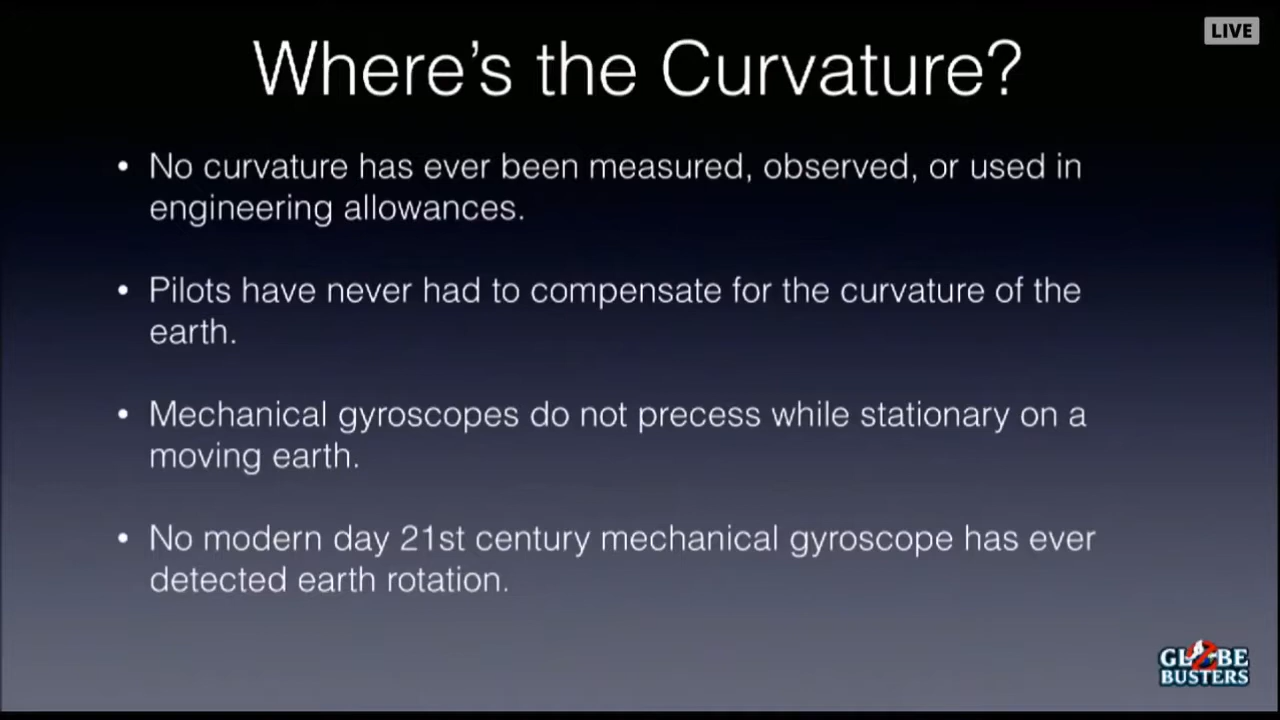 LIVE
Where's the Curvature?
• No curvature has ever been measured, observed, or used in
engineering allowances.
• Pilots have never had to compensate for the curvature of the
earth.
• Mechanical gyroscopes do not precess while stationary on a
moving earth.
• No modern day 21st century mechanical gyroscope has ever
detected earth rotation.
GLOBE
BUSTERS